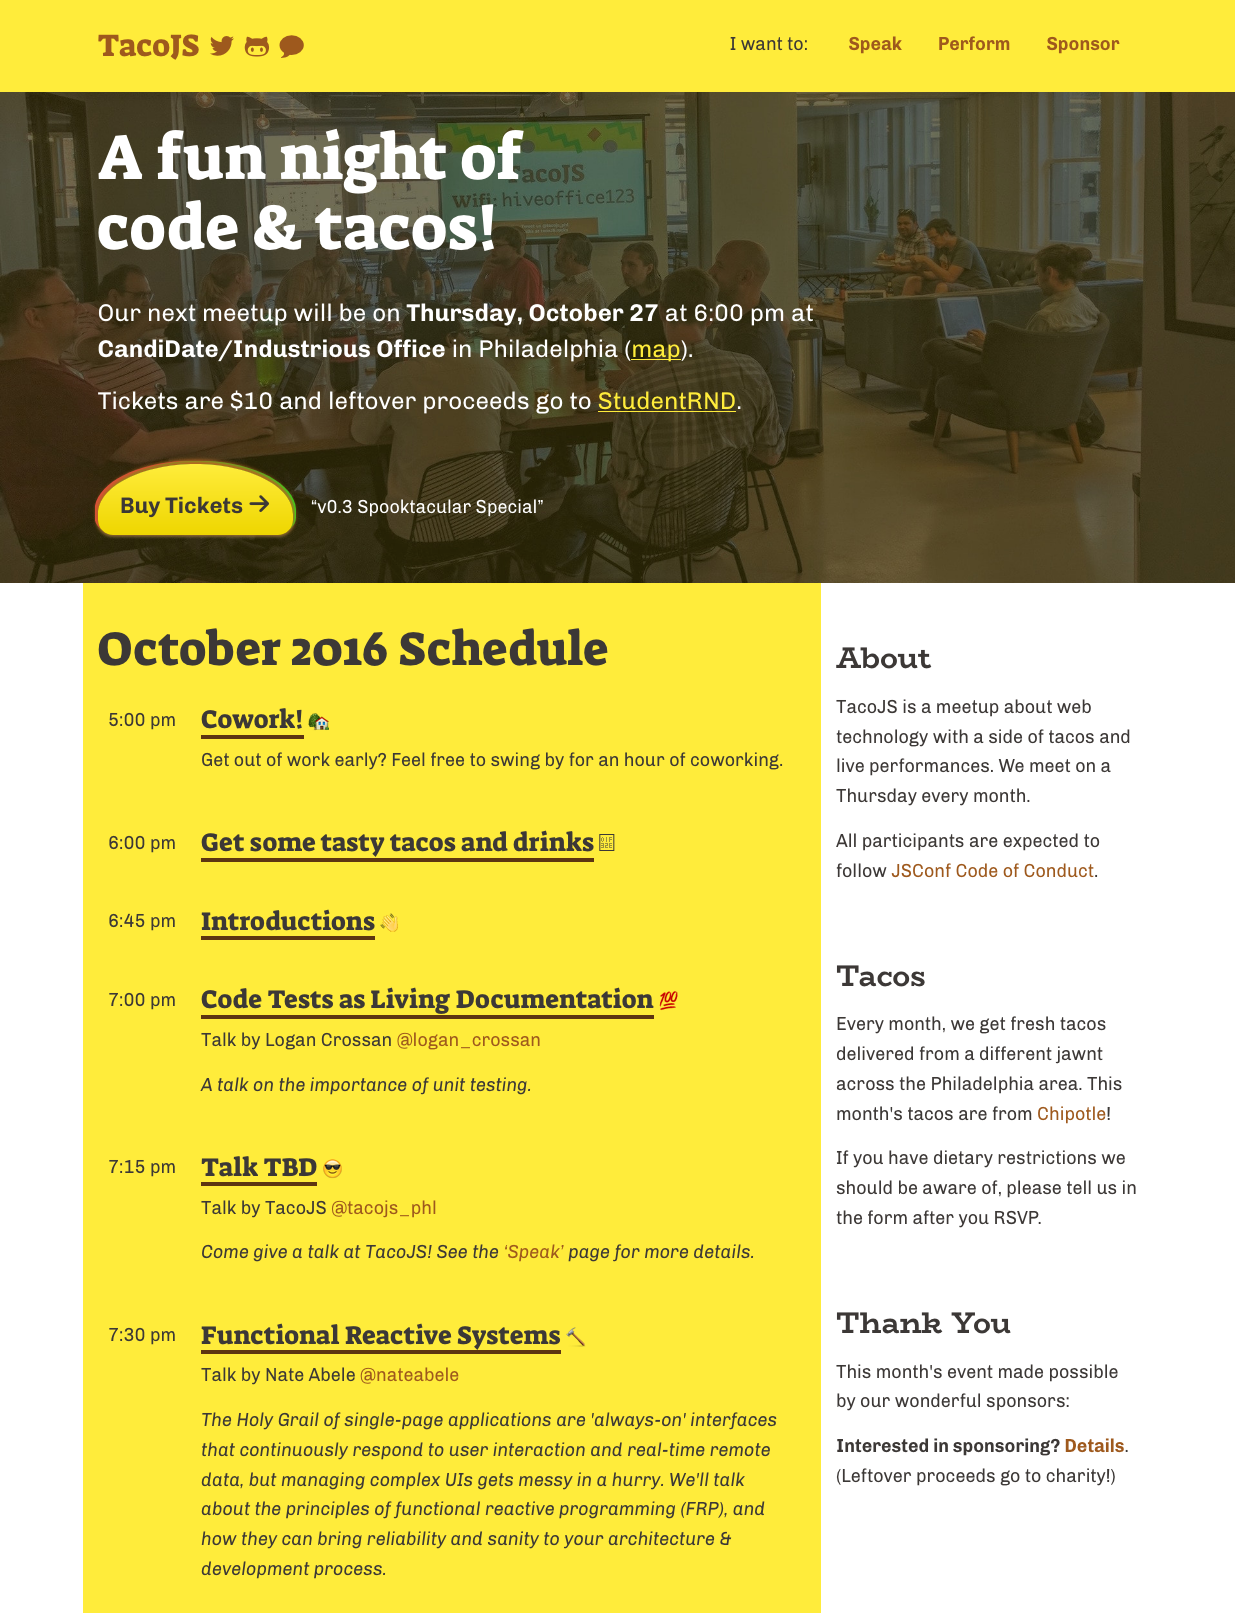 TacoJS
I want to: Speak Perform Sponsor
A fun night of
code & tacos!
TacoJS
Wifi: hiveoffice123
Our next meetup will be on Thursday, October 27 at 6:00 pm at
CandiDate/Industrious Office in Philadelphia (map).
Tickets are $10 and leftover proceeds go to StudentRND.
Buy Tickets → “v0.3 Spooktacular Special”
October 2016 Schedule
5:00 pm Cowork! 🏡
Get out of work early? Feel free to swing by for an hour of coworking.
6:00 pm Get some tasty tacos and drinks
6:45 pm Introductions 👏
7:00 pm Code Tests as Living Documentation 💯
Talk by Logan Crossan @logan_crossan
A talk on the importance of unit testing.
7:15 pm Talk TBD 😎
Talk by TacoJS @tacojs_phl
Come give a talk at TacoJS! See the ‘Speak’ page for more details.
7:30 pm Functional Reactive Systems 🔨
Talk by Nate Abele @nateabele
The Holy Grail of single-page applications are 'always-on' interfaces
that continuously respond to user interaction and real-time remote
data, but managing complex UIs gets messy in a hurry. We'll talk
about the principles of functional reactive programming (FRP), and
how they can bring reliability and sanity to your architecture &
development process.
About
TacoJS is a meetup about web
technology with a side of tacos and
live performances. We meet on a
Thursday every month.
All participants are expected to
follow JSConf Code of Conduct.
Tacos
Every month, we get fresh tacos
delivered from a different jawnt
across the Philadelphia area. This
month's tacos are from Chipotle!
If you have dietary restrictions we
should be aware of, please tell us in
the form after you RSVP.
Thank You
This month's event made possible
by our wonderful sponsors:
Interested in sponsoring? Details.
(Leftover proceeds go to charity!)